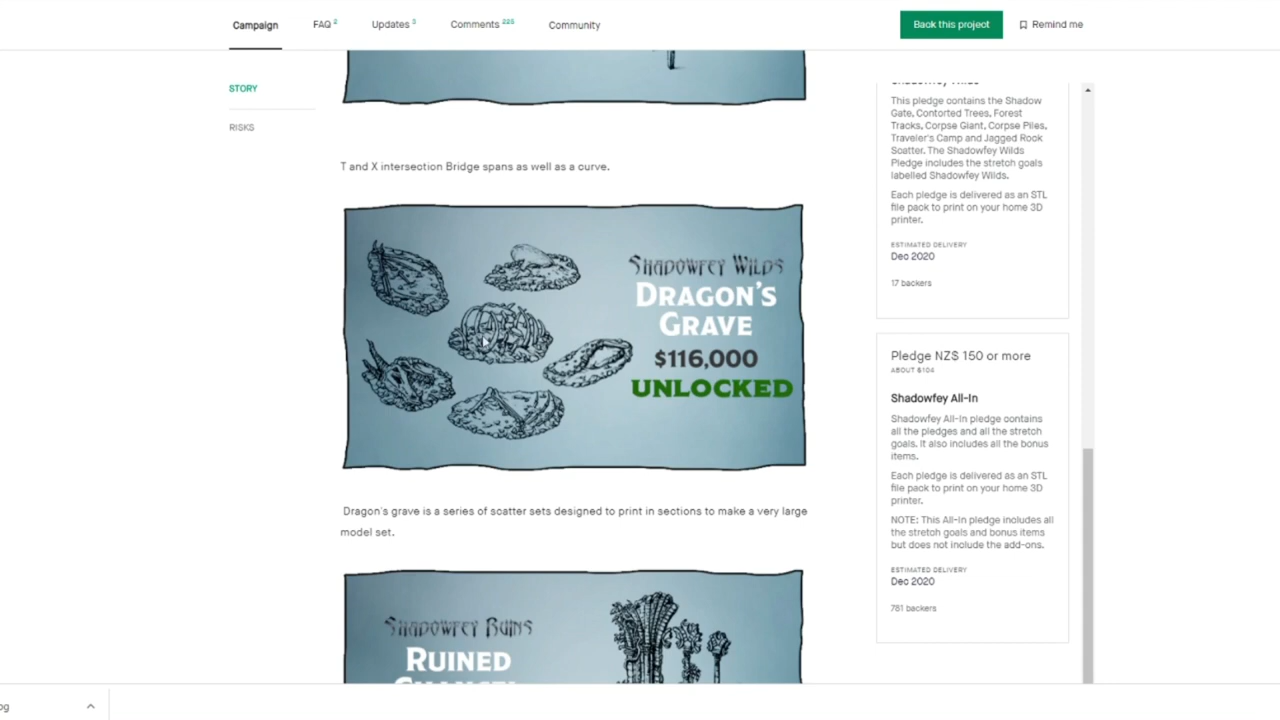 Campaign
FAQ 2
Updates 3
Comments 225
Community
Back this project
Remind me
STORY
RISKS
T and X intersection Bridge spans as well as a curve.
SHADOWFEY WILDS
DRAGON'S
GRAVE
$116,000
UNLOCKED
Dragon's grave is a series of scatter sets designed to print in sections to make a very large
model set.
SHADOWFEY RUINS
RUINED
Shadowfey Wilds
This pledge contains the Shadow
Gate, Contorted Trees, Forest
Tracks, Corpse Giant, Corpse Piles,
Traveler's Camp and Jagged Rock
Scatter. The Shadowfey Wilds
Pledge includes the stretch goals
labelled Shadowfey Wilds.
Each pledge is delivered as an STL
file pack to print on your home 3D
printer.
ESTIMATED DELIVERY
Dec 2020
17 backers
Pledge NZ$ 150 or more
ABOUT $104
Shadowfey All-In
Shadowfey All-In pledge contains
all the pledges and all the stretch
goals. It also includes all the bonus
items.
Each pledge is delivered as an STL
file pack to print on your home 3D
printer.
NOTE: This All-In pledge includes all
the stretch goals and bonus items
but does not include the add-ons.
ESTIMATED DELIVERY
Dec 2020
781 backers